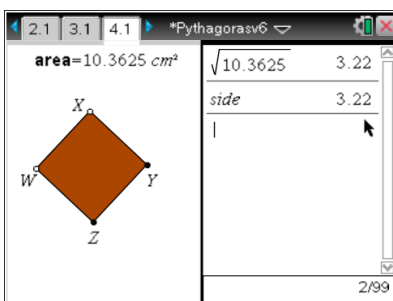 2.1 3.1 4.1 *Pythagorasv6
area=10.3625 cm²
X
W
Y
Z
√10.3625 3.22
side 3.22
2/99